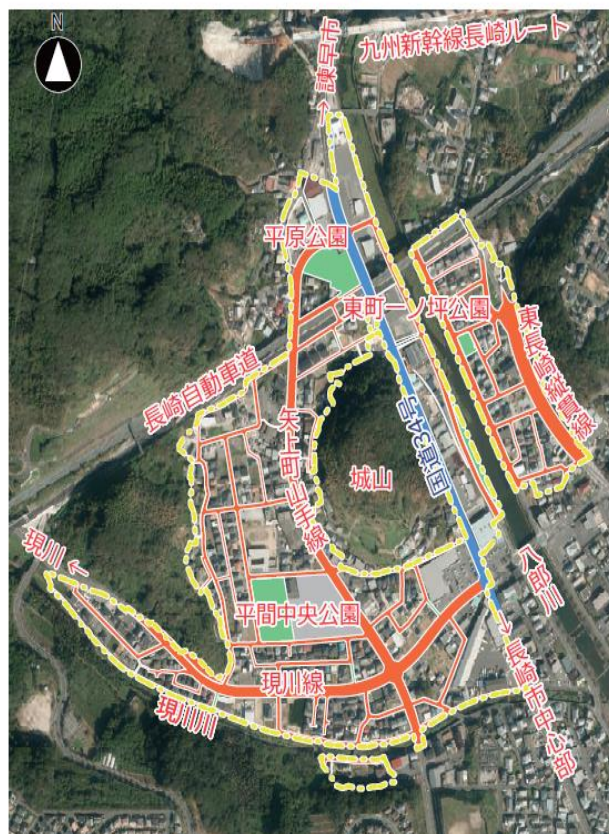 N
九州新幹線長崎ルート
→諫早市
平原公園
東町一ノ坪公園
東長崎縦貫線
長崎自動車道
国道34号
矢上町山手線
城山
現川←
八郎川
平間中央公園
現川線
現川川
→長崎市中心部